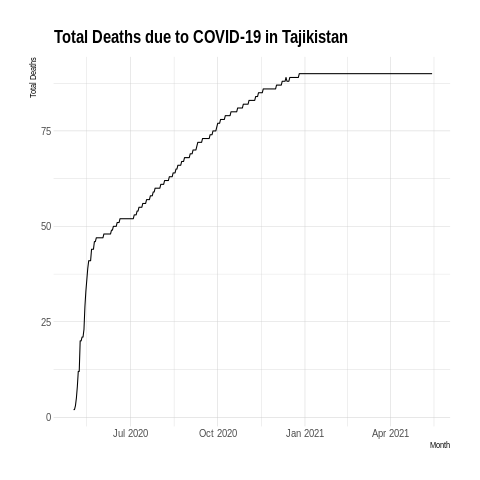 Total Deaths due to COVID-19 in Tajikistan
Total Deaths
75
50
25
0
Jul 2020 Oct 2020 Jan 2021 Apr 2021
Month